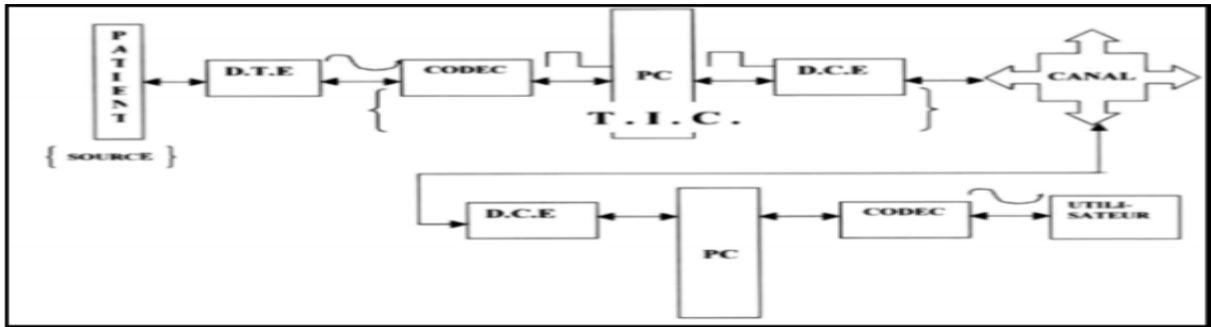 PATIENT
{ SOURCE }
D.T.E
CODEC
PC
T.I.C.
D.C.E
CANAL
D.C.E
PC
CODEC
UTILI-
SATEUR